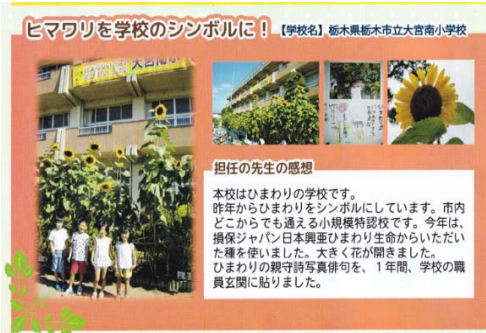 ヒマワリを学校のシンボルに！ 【学校名】栃木県栃木市立大宮南小学校
大宮南小
担任の先生の感想
本校はひまわりの学校です。
昨年からひまわりをシンボルにしています。市内
どこからでも通える小規模特認校です。今年は、
損保ジャパン日本興亜ひまわり生命からいただい
た種を使いました。大きく花が開きました。
ひまわりの親守詩写真俳句を、１年間、学校の職
員玄関に貼りました。